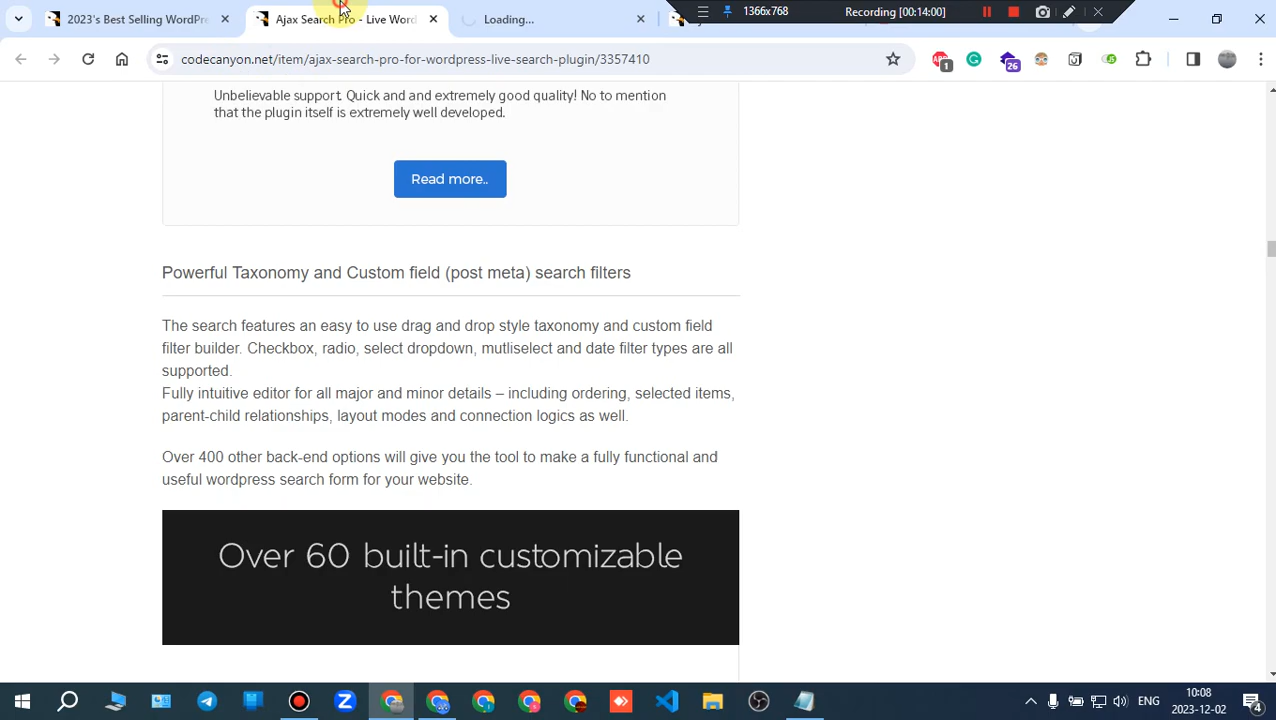 2023's Best Selling WordPre
Ajax Search Pro - Live Word
Loading...
1366x768
Recording [0:14:00]
codecanyon.net/item/ajax-search-pro-for-wordpress-live-search-plugin/3357410
1
26
Unbelievable support. Quick and and extremely good quality! No to mention
that the plugin itself is extremely well developed.
Read more..
Powerful Taxonomy and Custom field (post meta) search filters
The search features an easy to use drag and drop style taxonomy and custom field
filter builder. Checkbox, radio, select dropdown, mutliselect and date filter types are all
supported.
Fully intuitive editor for all major and minor details – including ordering, selected items,
parent-child relationships, layout modes and connection logics as well.
Over 400 other back-end options will give you the tool to make a fully functional and
useful wordpress search form for your website.
Over 60 built-in customizable
themes
ENG
10:08
2023-12-02
4